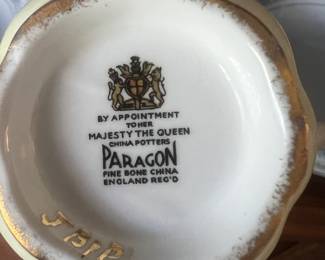 BY APPOINTMENT
TO HER
MAJESTY THE QUEEN
CHINA POTTERS
PARAGON
FINE BONE CHINA
ENGLAND REG'D